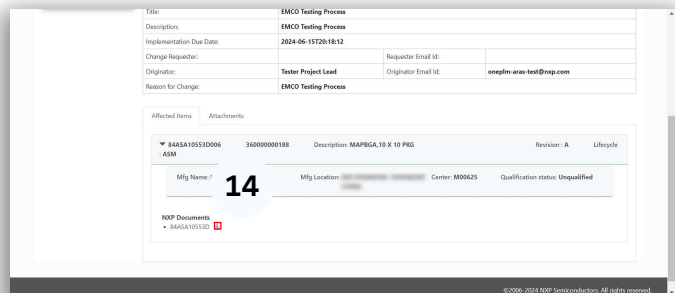 Title: EMCO Testing Process
Description: EMCO Testing Process
Implementation Due Date: 2024-06-15T20:18:12
Change Requester: Requester Email Id:
Originator: Tester Project Lead Originator Email Id: oneplm-aras-test@nxp.com
Reason for Change: EMCO Testing Process
Affected Items Attachments
84ASA10553D006 360000000188 Description: MAPBGA,10 X 10 PKG Revision : A Lifecycle
: ASM
Mfg Name: Mfg Location: Center: M00625 Qualification status: Unqualified
14
NXP Documents
• 84ASA10553D
©2006-2024 NXP Semiconductors. All rights reserved.